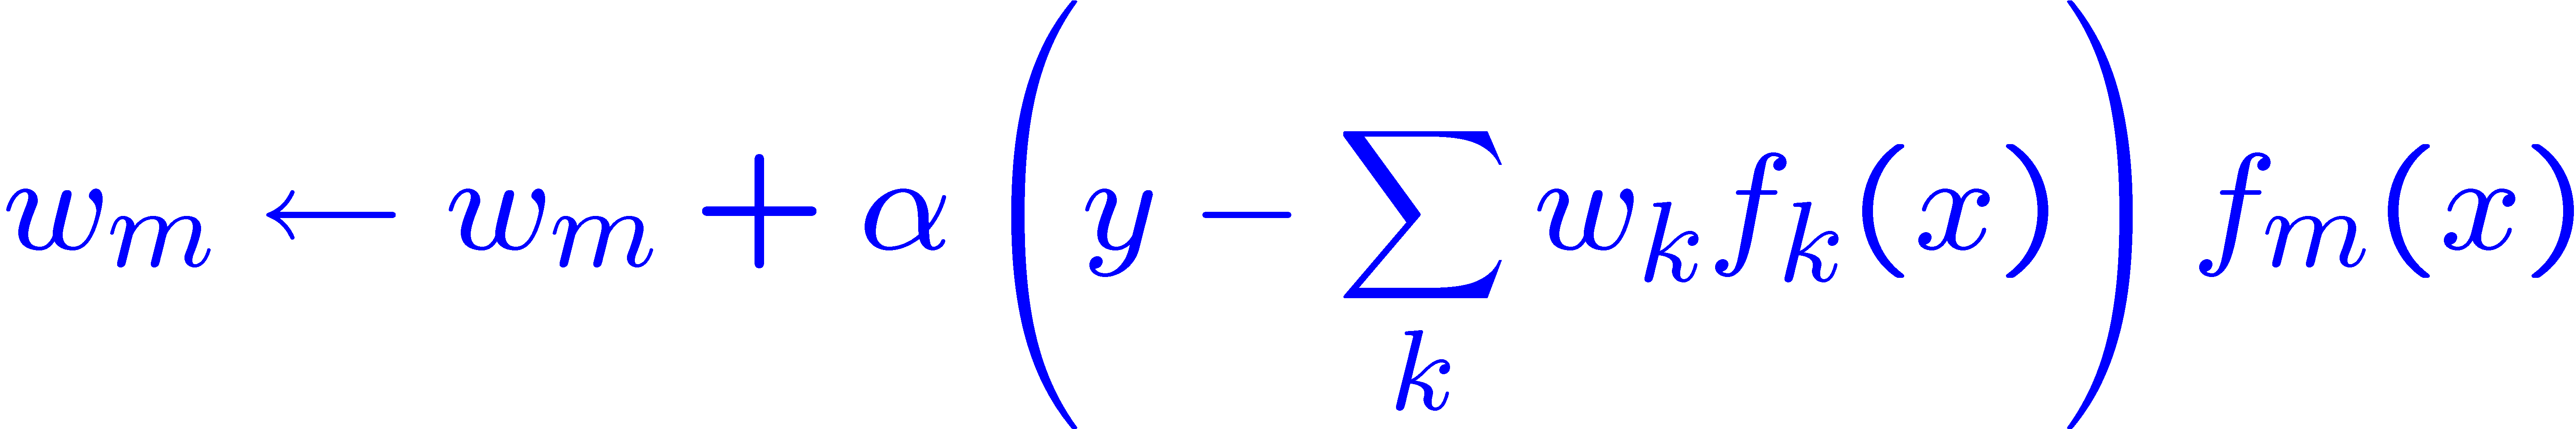 w_m ← w_m + α ( y − ∑_k w_k f_k(x) ) f_m(x)